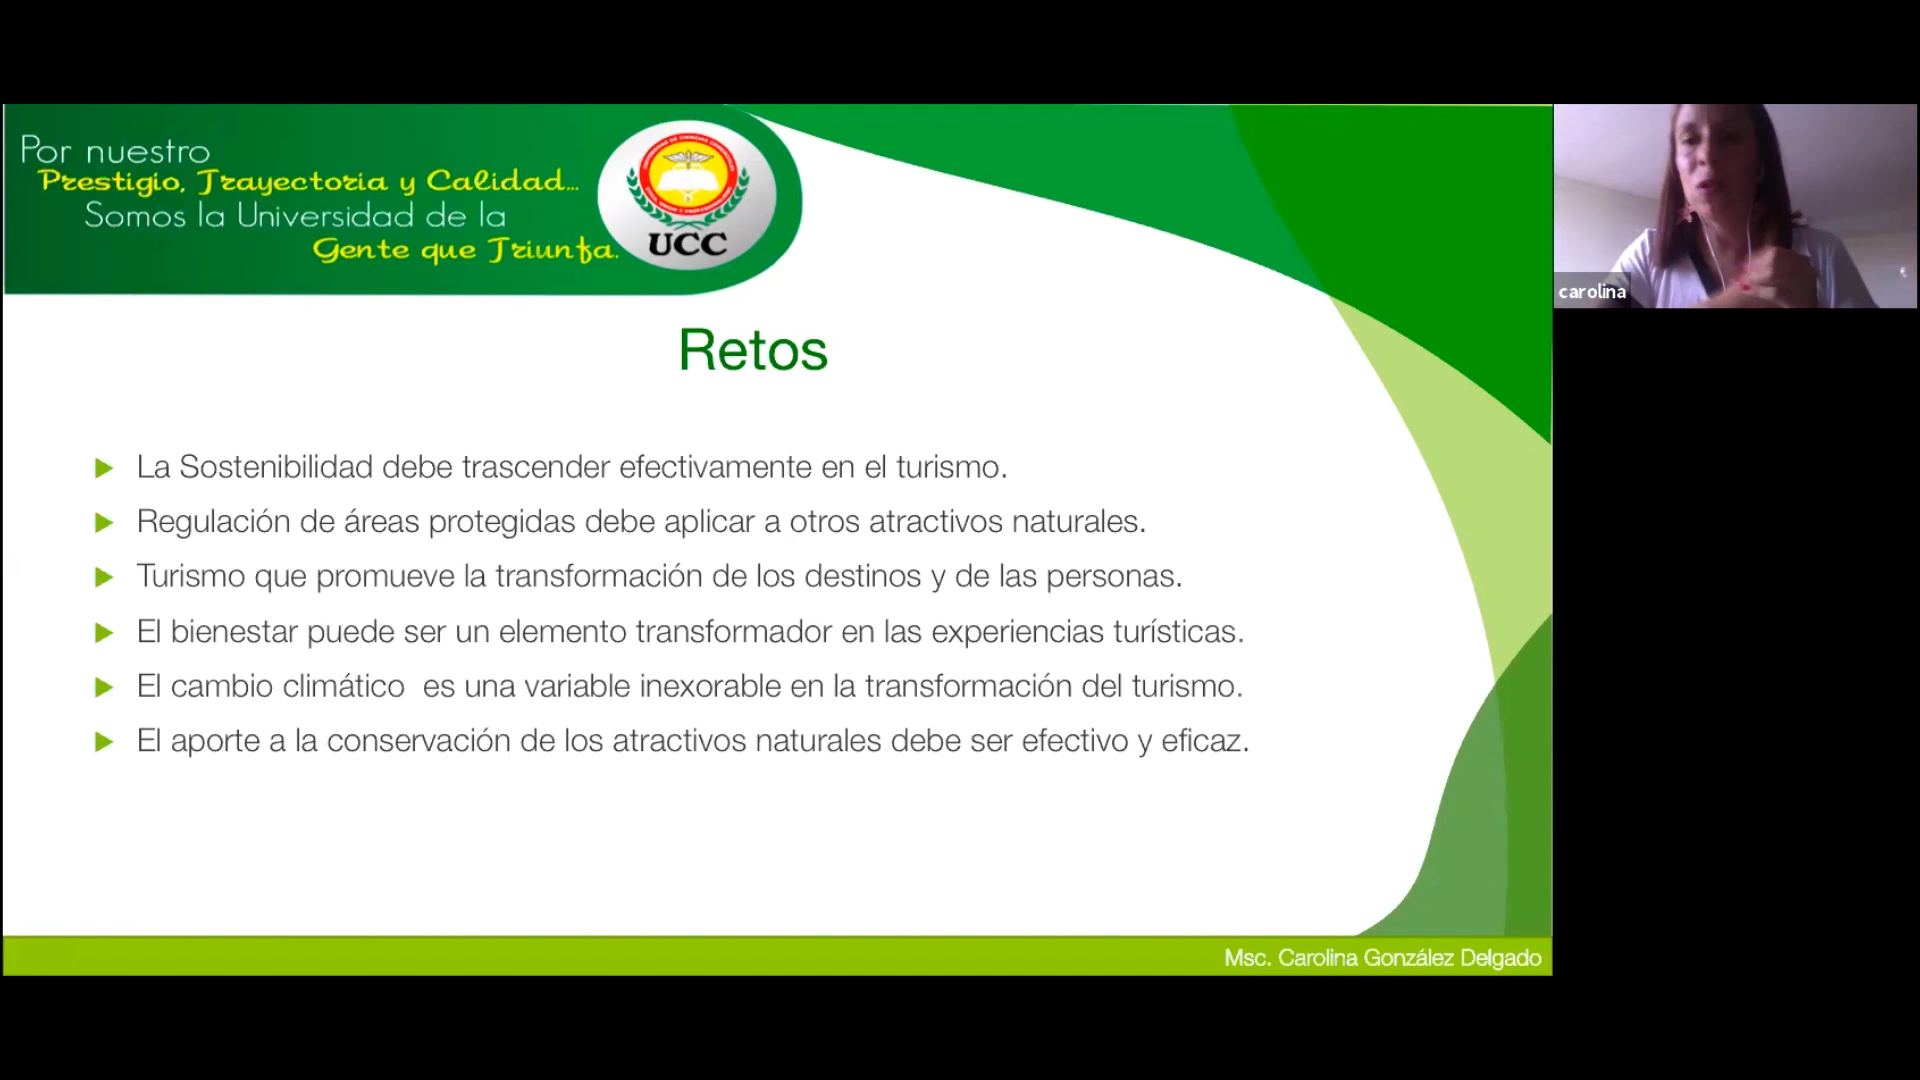 Por nuestro
Prestigio, Trayectoria y Calidad...
Somos la Universidad de la
Gente que Triunfa.
UCC
carolina
Retos
La Sostenibilidad debe trascender efectivamente en el turismo.
Regulación de áreas protegidas debe aplicar a otros atractivos naturales.
Turismo que promueve la transformación de los destinos y de las personas.
El bienestar puede ser un elemento transformador en las experiencias turísticas.
El cambio climático  es una variable inexorable en la transformación del turismo.
El aporte a la conservación de los atractivos naturales debe ser efectivo y eficaz.
Msc. Carolina González Delgado